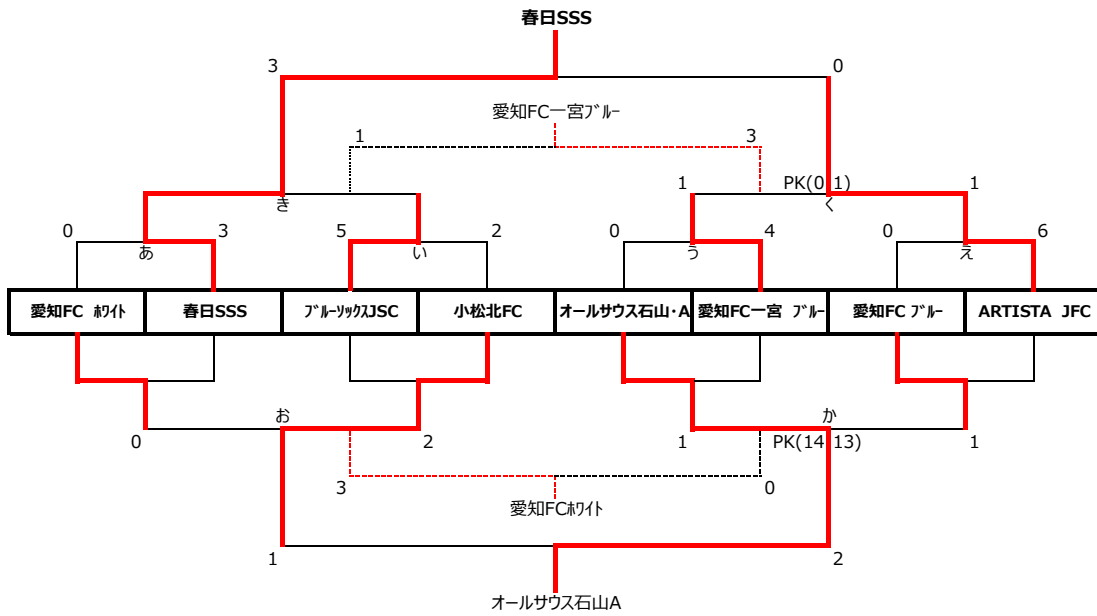 春日SSS
3 0
愛知FC一宮ﾌﾞﾙｰ
1 3
1 PK(0 1) 1
き く
0 3 5 2 0 4 0 6
あ い う え
愛知FC ﾎﾜｲﾄ 春日SSS ﾌﾞﾙｰｿｯｸｽJSC 小松北FC オールサウス石山・A 愛知FC一宮 ﾌﾞﾙｰ 愛知FC ﾌﾞﾙｰ ARTISTA JFC
お か
0 2 1 PK(14 13) 1
3 0
愛知FCﾎﾜｲﾄ
1 2
オールサウス石山A